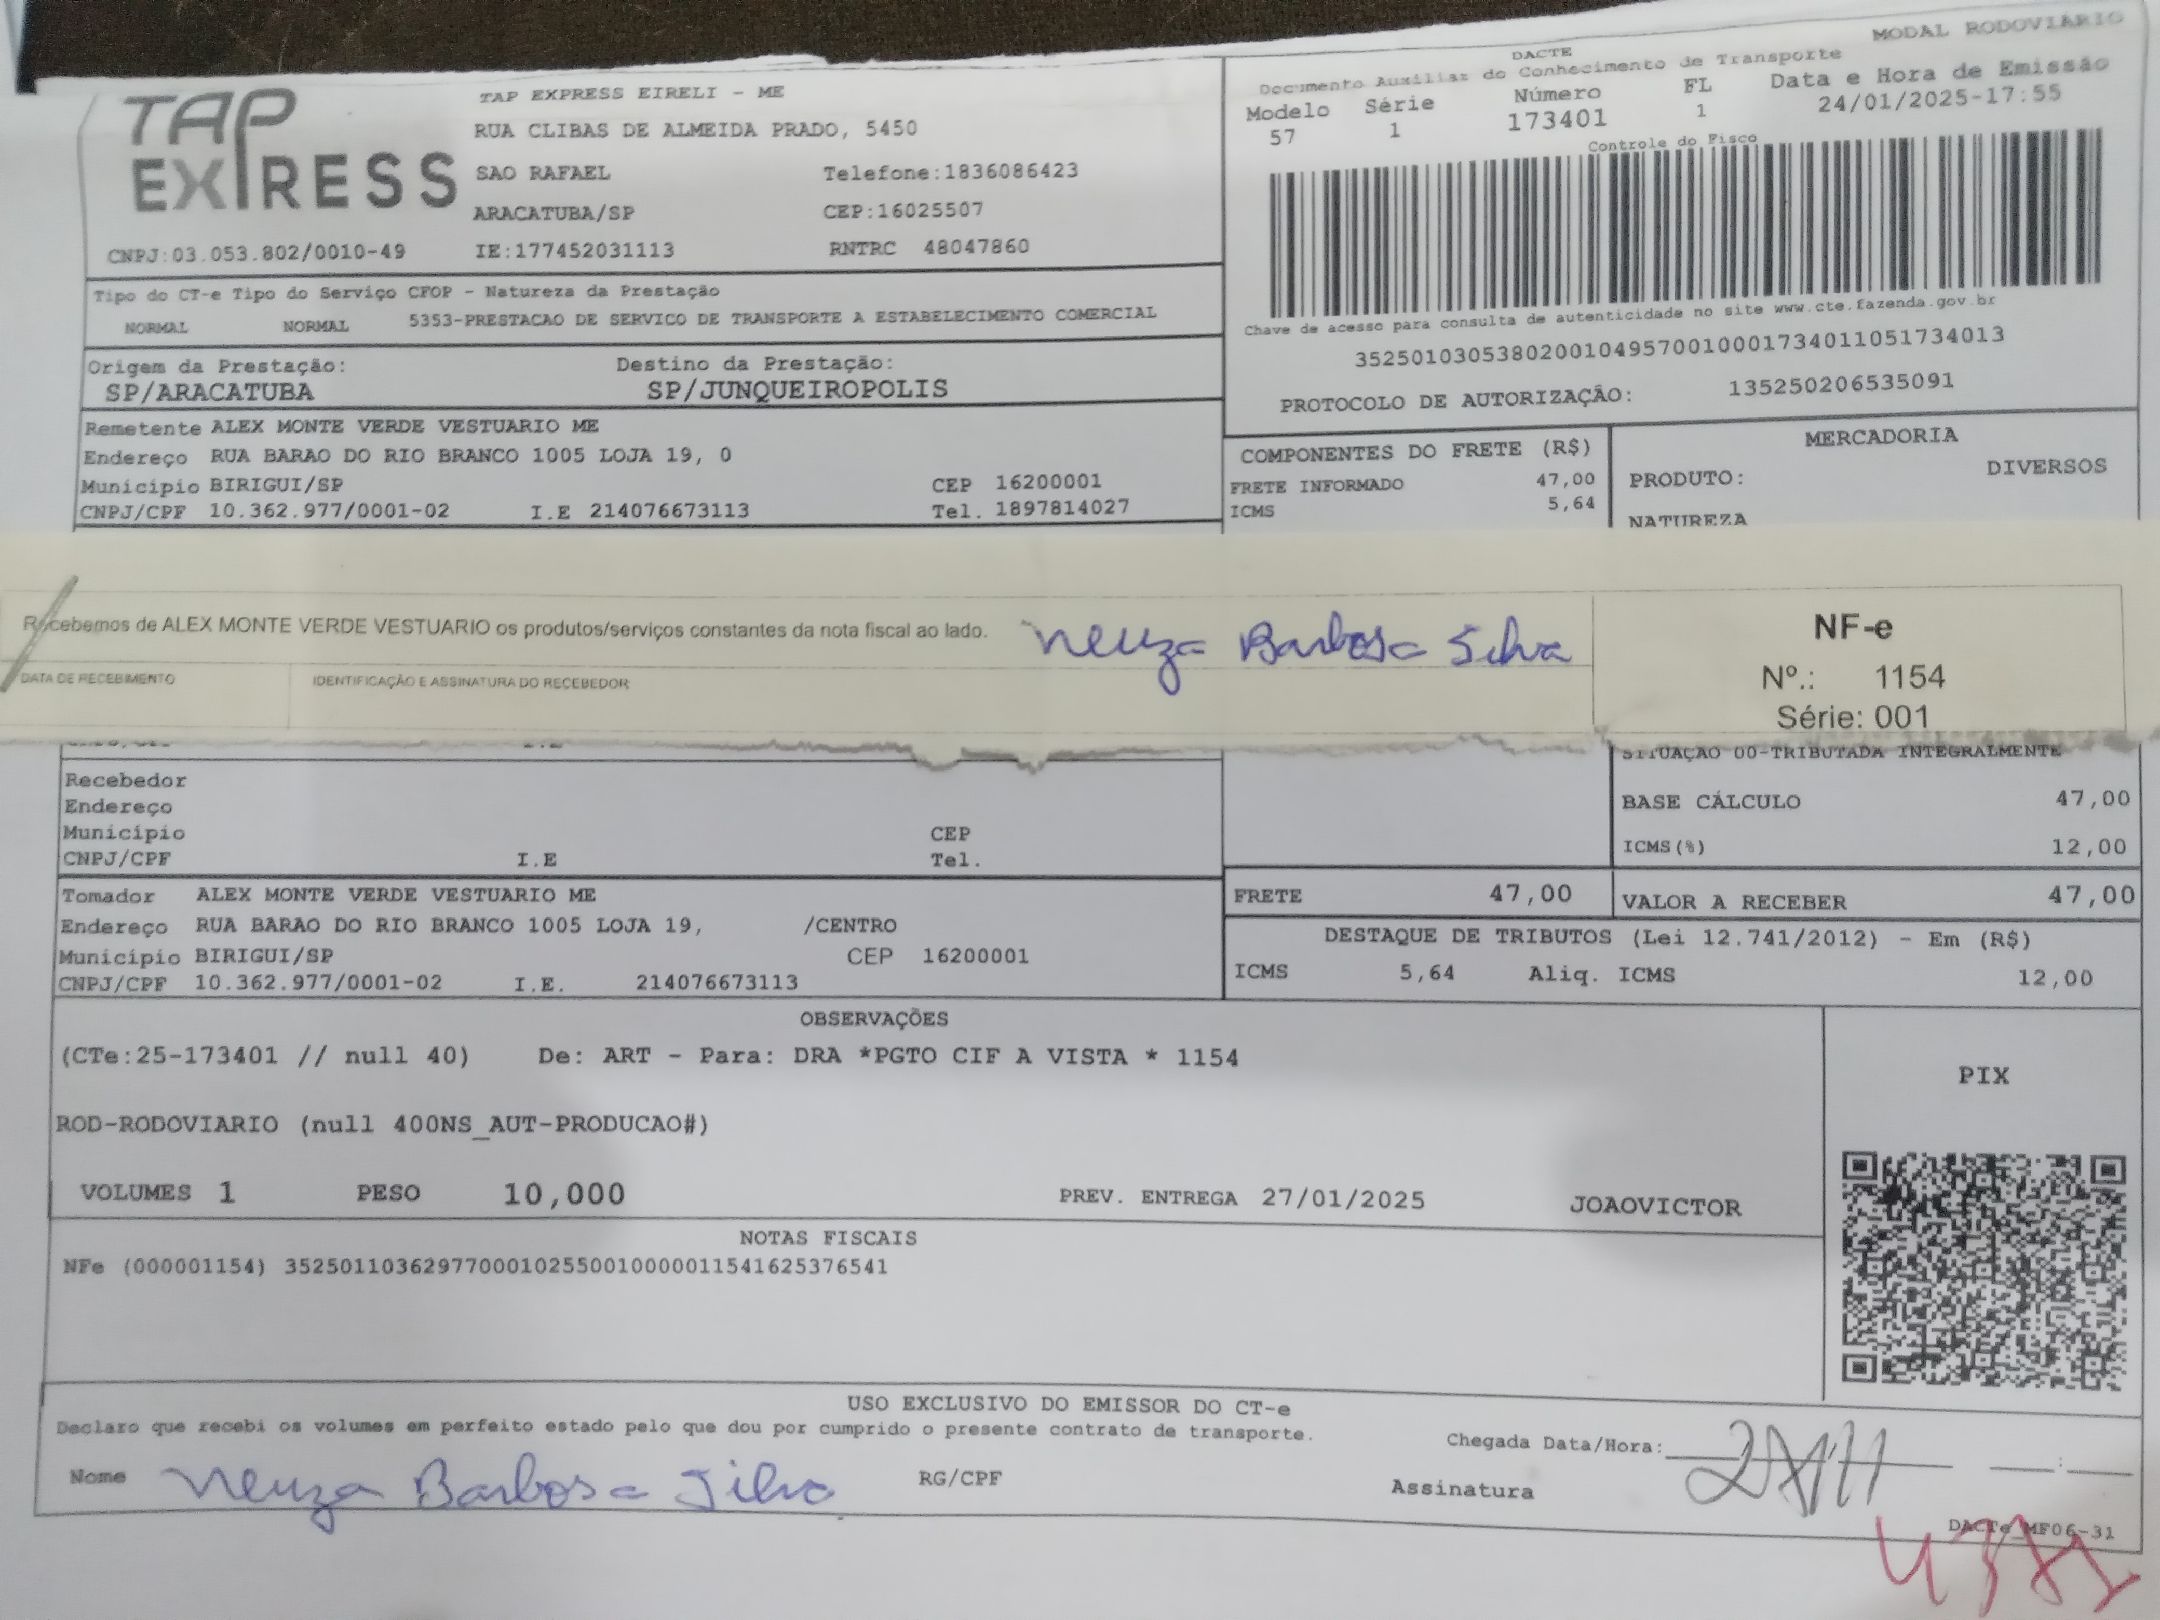 MODAL RODOVIÁRIO
TAP EXPRESS
TAP EXPRESS EIRELI - ME
RUA CLIBAS DE ALMEIDA PRADO, 5450
SAO RAFAEL Telefone:1836086423
ARACATUBA/SP CEP:16025507
CNPJ:03.053.802/0010-49 IE:177452031113 RNTRC 48047860
DACTE
Documento Auxiliar do Conhecimento de Transporte
Modelo Série Número FL Data e Hora de Emissão
57 1 173401 1 24/01/2025-17:55
Controle do Fisco
Chave de acesso para consulta de autenticidade no site www.cte.fazenda.gov.br
35250103053802001049570010001734011051734013
PROTOCOLO DE AUTORIZAÇÃO: 135250206535091
Tipo do CT-e Tipo do Serviço CFOP - Natureza da Prestação
NORMAL NORMAL 5353-PRESTACAO DE SERVICO DE TRANSPORTE A ESTABELECIMENTO COMERCIAL
Origem da Prestação: Destino da Prestação:
SP/ARACATUBA SP/JUNQUEIROPOLIS
Remetente ALEX MONTE VERDE VESTUARIO ME
Endereço RUA BARAO DO RIO BRANCO 1005 LOJA 19, 0
Municipio BIRIGUI/SP CEP 16200001
CNPJ/CPF 10.362.977/0001-02 I.E 214076673113 Tel. 1897814027
COMPONENTES DO FRETE (R$)
FRETE INFORMADO 47,00
ICMS 5,64
MERCADORIA
PRODUTO: DIVERSOS
NATUREZA
Recebemos de ALEX MONTE VERDE VESTUARIO os produtos/serviços constantes da nota fiscal ao lado.
Neuza Barbosa Silva
DATA DE RECEBIMENTO IDENTIFICAÇÃO E ASSINATURA DO RECEBEDOR
NF-e
Nº.: 1154
Série: 001
SITUAÇÃO 00-TRIBUTADA INTEGRALMENTE
BASE CÁLCULO 47,00
ICMS(%) 12,00
Recebedor
Endereço
Município CEP
CNPJ/CPF I.E Tel.
Tomador ALEX MONTE VERDE VESTUARIO ME
Endereço RUA BARAO DO RIO BRANCO 1005 LOJA 19, /CENTRO
Municipio BIRIGUI/SP CEP 16200001
CNPJ/CPF 10.362.977/0001-02 I.E. 214076673113
FRETE 47,00 VALOR A RECEBER 47,00
DESTAQUE DE TRIBUTOS (Lei 12.741/2012) - Em (R$)
ICMS 5,64 Aliq. ICMS 12,00
OBSERVAÇÕES
(CTe:25-173401 // null 40) De: ART - Para: DRA *PGTO CIF A VISTA * 1154
ROD-RODOVIARIO (null 400NS_AUT-PRODUCAO#)
VOLUMES 1 PESO 10,000 PREV. ENTREGA 27/01/2025 JOAOVICTOR
PIX
NOTAS FISCAIS
NFe (000001154) 35250110362977000102550010000011541625376541
USO EXCLUSIVO DO EMISSOR DO CT-e
Declaro que recebi os volumes em perfeito estado pelo que dou por cumprido o presente contrato de transporte.
Chegada Data/Hora: :
Nome Neuza Barbosa Silva RG/CPF Assinatura
DACTe_MF06-31